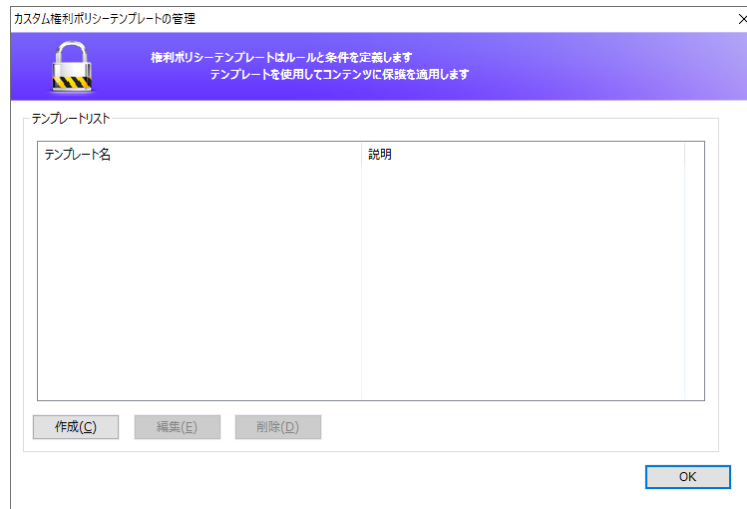 カスタム権利ポリシーテンプレートの管理
権利ポリシーテンプレートはルールと条件を定義します
テンプレートを使用してコンテンツに保護を適用します
テンプレートリスト
テンプレート名 説明
作成(C) 編集(E) 削除(D)
OK